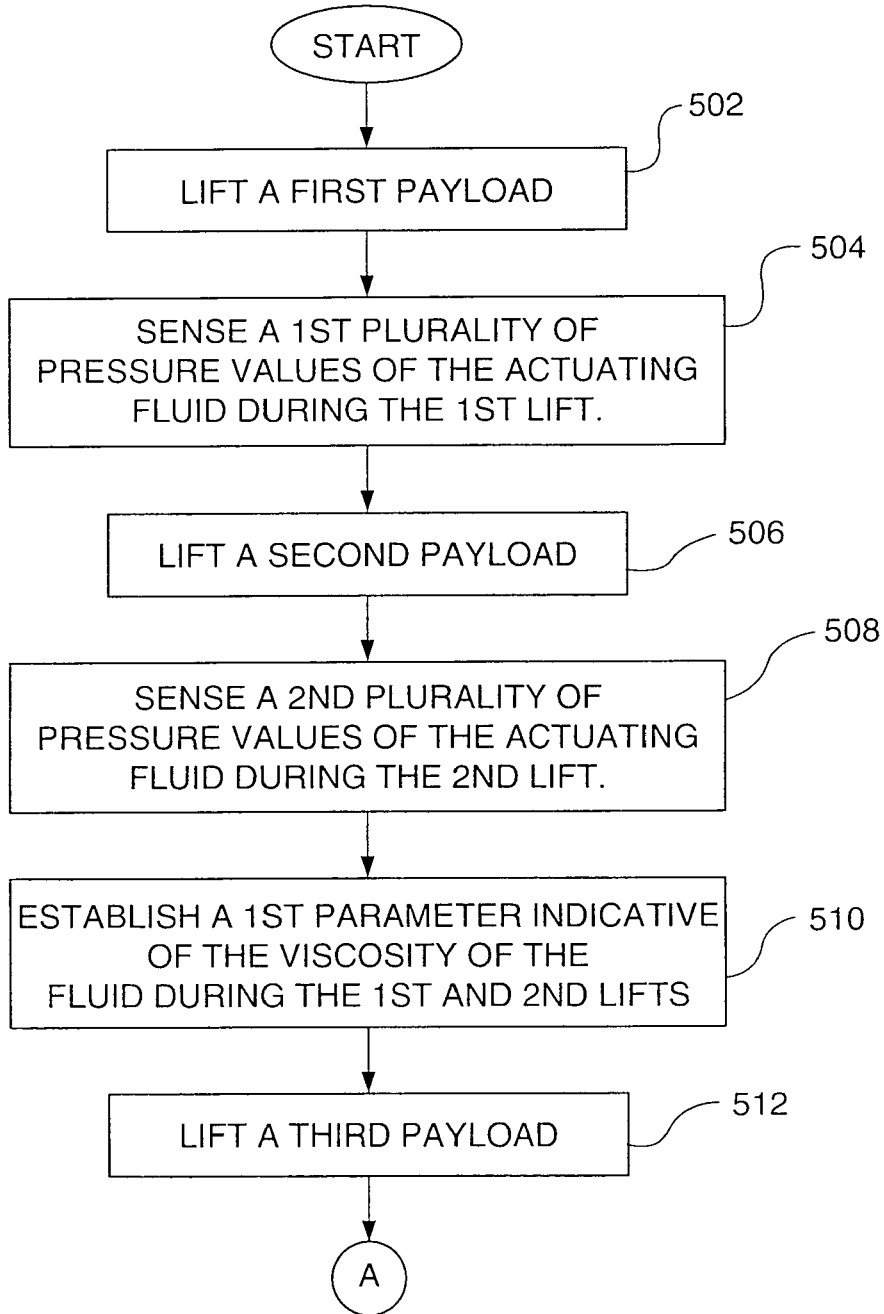 START
502
LIFT A FIRST PAYLOAD
504
SENSE A 1ST PLURALITY OF
PRESSURE VALUES OF THE ACTUATING
FLUID DURING THE 1ST LIFT.
506
LIFT A SECOND PAYLOAD
508
SENSE A 2ND PLURALITY OF
PRESSURE VALUES OF THE ACTUATING
FLUID DURING THE 2ND LIFT.
ESTABLISH A 1ST PARAMETER INDICATIVE
510
OF THE VISCOSITY OF THE
FLUID DURING THE 1ST AND 2ND LIFTS
512
LIFT A THIRD PAYLOAD
A